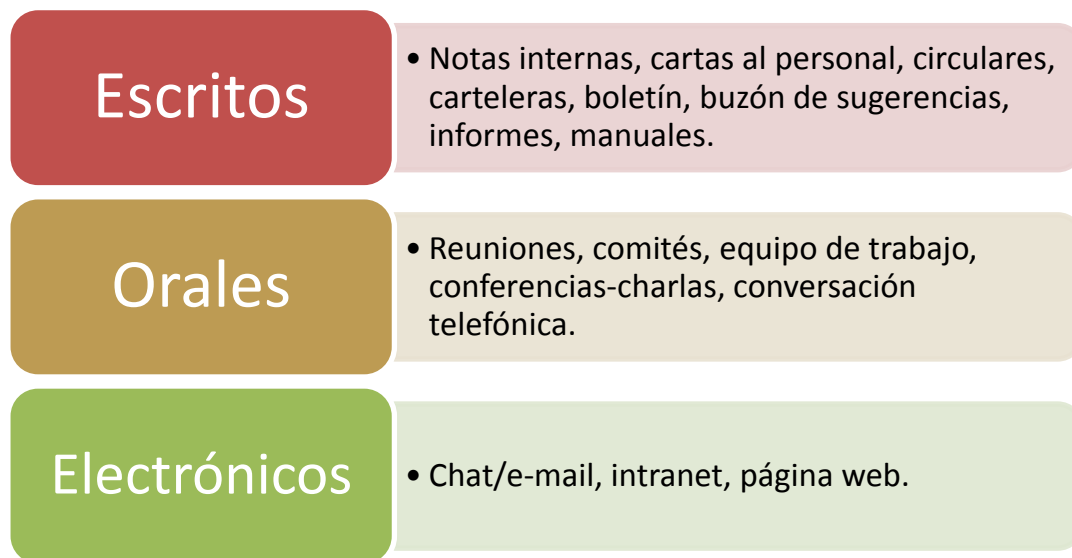 Escritos
• Notas internas, cartas al personal, circulares,
carteleras, boletín, buzón de sugerencias,
informes, manuales.
Orales
• Reuniones, comités, equipo de trabajo,
conferencias-charlas, conversación
telefónica.
Electrónicos
• Chat/e-mail, intranet, página web.